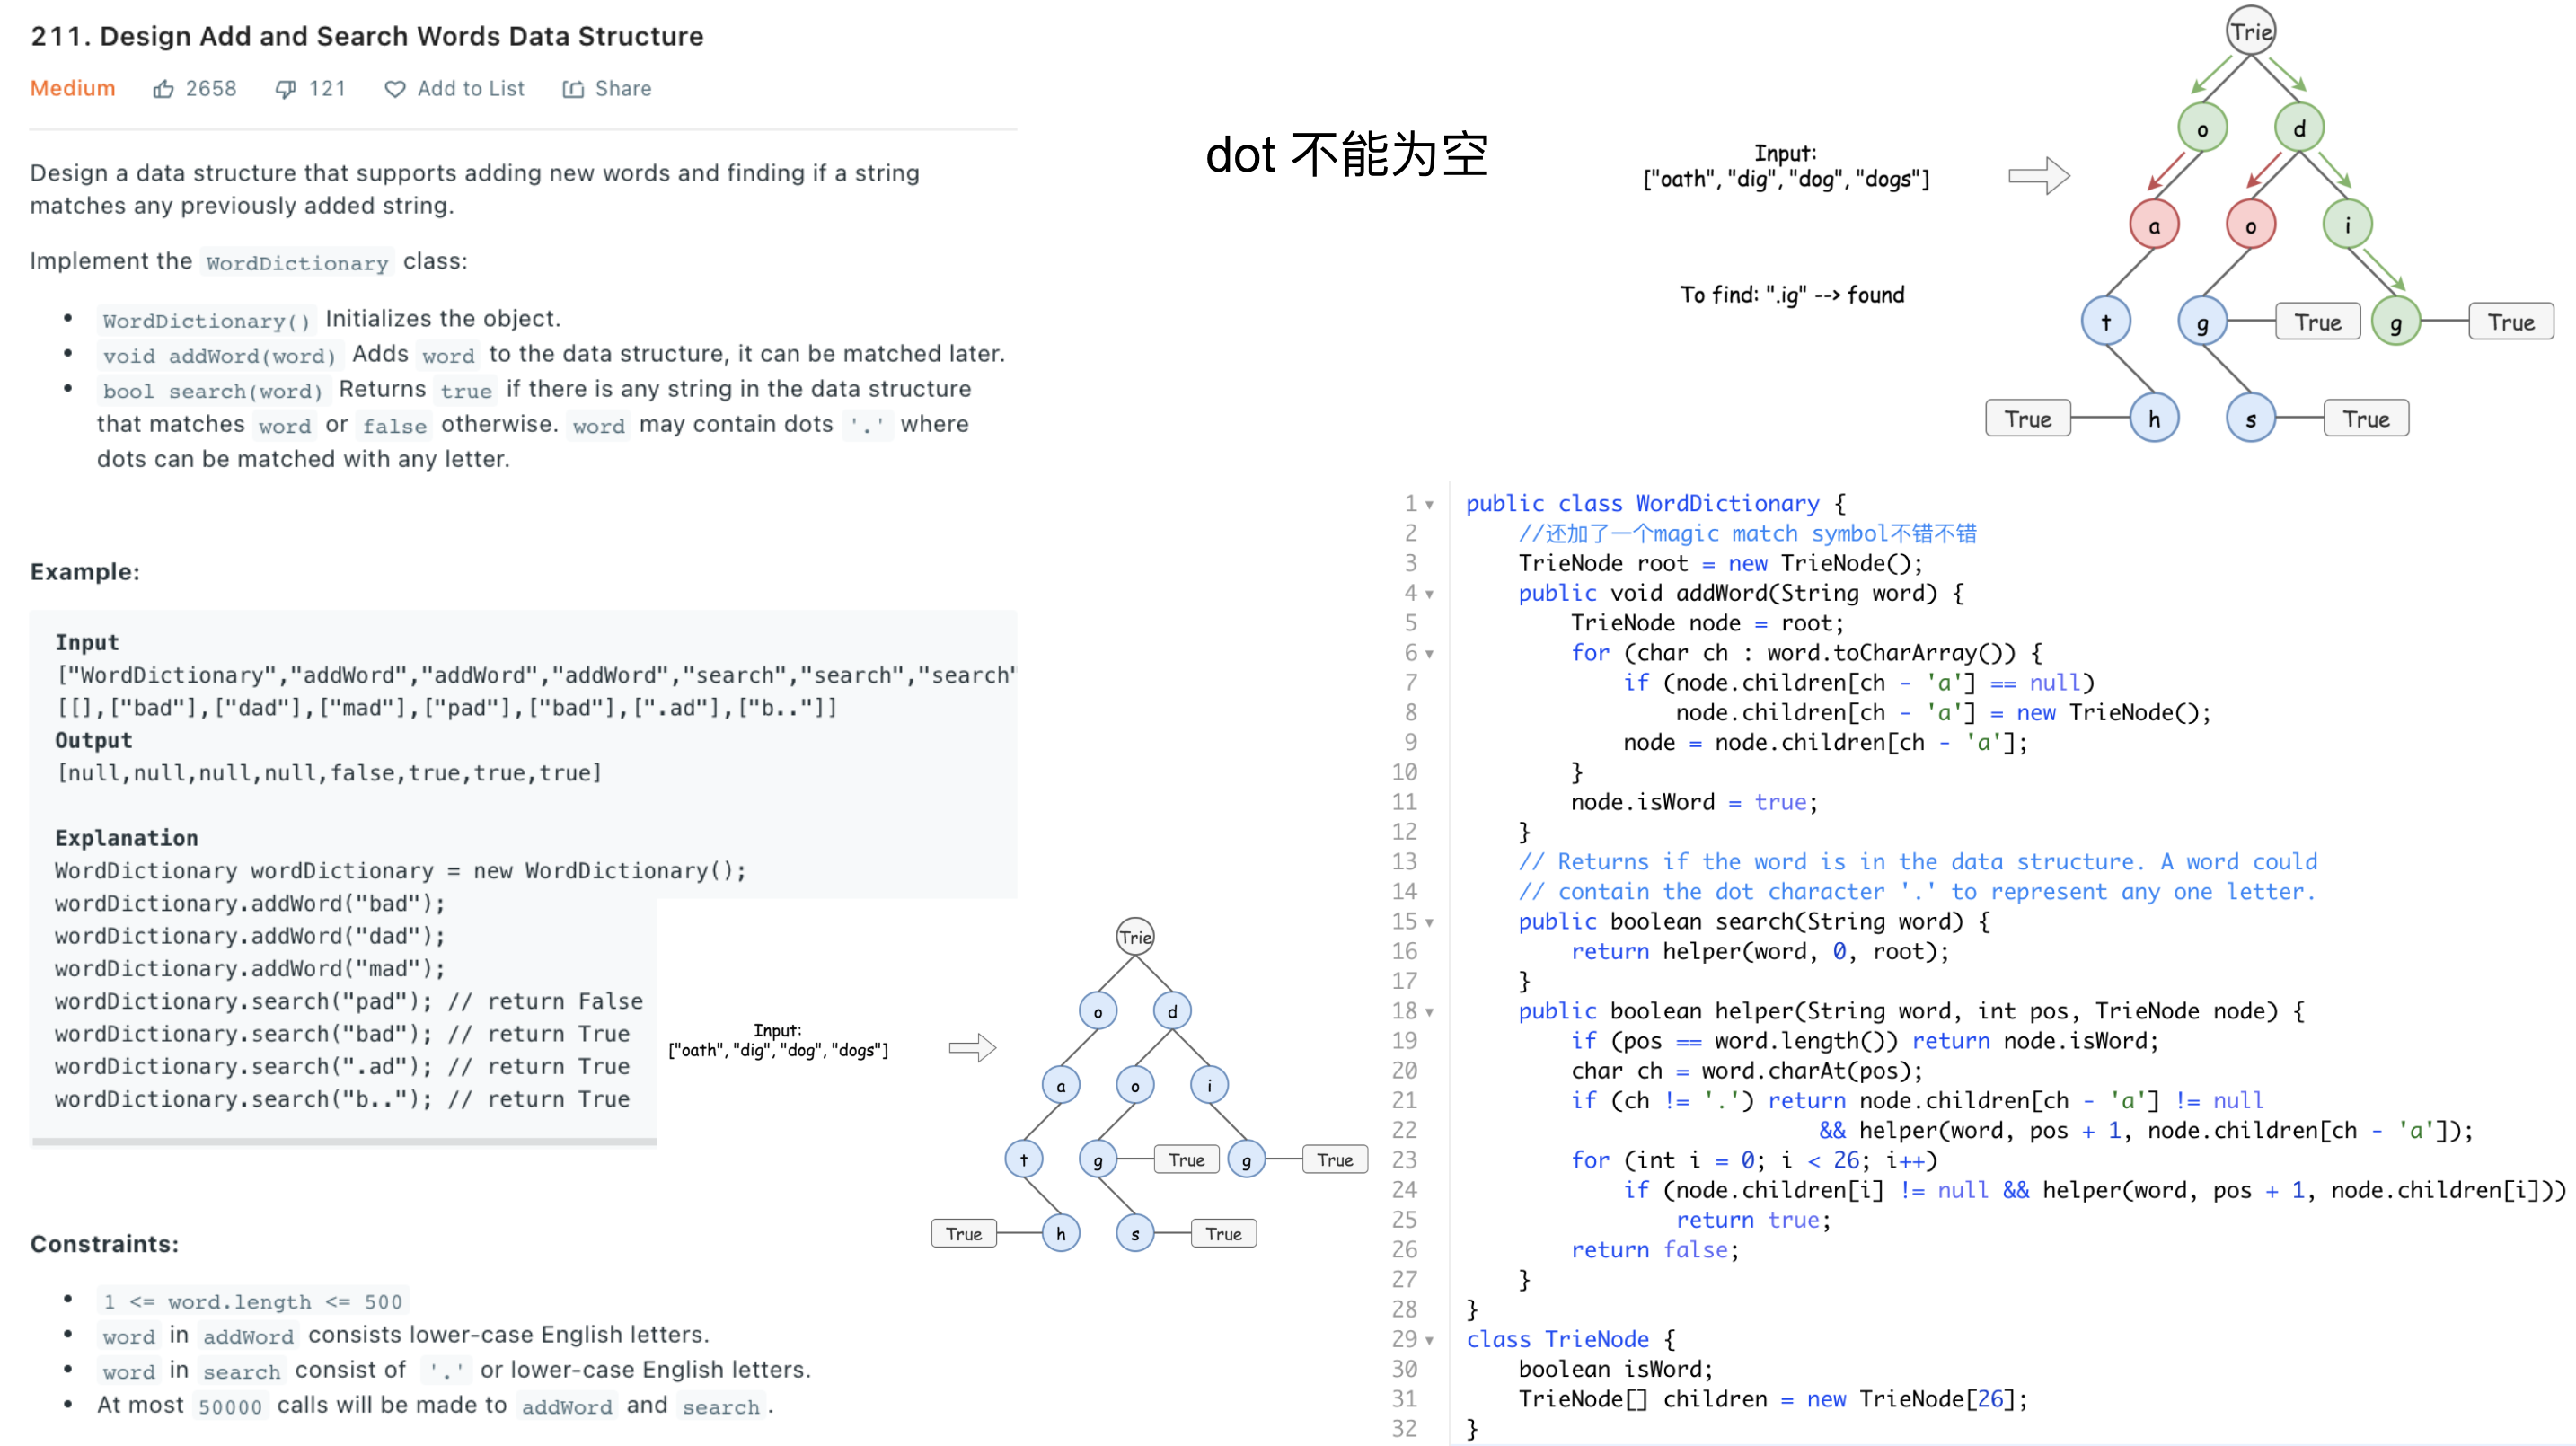 211. Design Add and Search Words Data Structure
Medium 2658 121 Add to List Share
Design a data structure that supports adding new words and finding if a string
matches any previously added string.
Implement the WordDictionary class:
• WordDictionary() Initializes the object.
• void addWord(word) Adds word to the data structure, it can be matched later.
• bool search(word) Returns true if there is any string in the data structure
that matches word or false otherwise. word may contain dots '.' where
dots can be matched with any letter.
Example:
Input
["WordDictionary","addWord","addWord","addWord","search","search","search"
[[],["bad"],["dad"],["mad"],["pad"],["bad"],[".ad"],["b.."]]
Output
[null,null,null,null,false,true,true,true]
Explanation
WordDictionary wordDictionary = new WordDictionary();
wordDictionary.addWord("bad");
wordDictionary.addWord("dad");
wordDictionary.addWord("mad");
wordDictionary.search("pad"); // return False
wordDictionary.search("bad"); // return True
wordDictionary.search(".ad"); // return True
wordDictionary.search("b.."); // return True
Constraints:
• 1 <= word.length <= 500
• word in addWord consists lower-case English letters.
• word in search consist of '.' or lower-case English letters.
• At most 50000 calls will be made to addWord and search.
Input:
["oath", "dig", "dog", "dogs"]
Trie
o d
a o i
t g True g True
True h s True
dot 不能为空
Input:
["oath", "dig", "dog", "dogs"]
To find: ".ig" --> found
Trie
o d
a o i
t g True g True
True h s True
1 public class WordDictionary {
2 //还加了一个magic match symbol不错不错
3 TrieNode root = new TrieNode();
4 public void addWord(String word) {
5 TrieNode node = root;
6 for (char ch : word.toCharArray()) {
7 if (node.children[ch - 'a'] == null)
8 node.children[ch - 'a'] = new TrieNode();
9 node = node.children[ch - 'a'];
10 }
11 node.isWord = true;
12 }
13 // Returns if the word is in the data structure. A word could
14 // contain the dot character '.' to represent any one letter.
15 public boolean search(String word) {
16 return helper(word, 0, root);
17 }
18 public boolean helper(String word, int pos, TrieNode node) {
19 if (pos == word.length()) return node.isWord;
20 char ch = word.charAt(pos);
21 if (ch != '.') return node.children[ch - 'a'] != null
22 && helper(word, pos + 1, node.children[ch - 'a']);
23 for (int i = 0; i < 26; i++)
24 if (node.children[i] != null && helper(word, pos + 1, node.children[i]))
25 return true;
26 return false;
27 }
28 }
29 class TrieNode {
30 boolean isWord;
31 TrieNode[] children = new TrieNode[26];
32 }